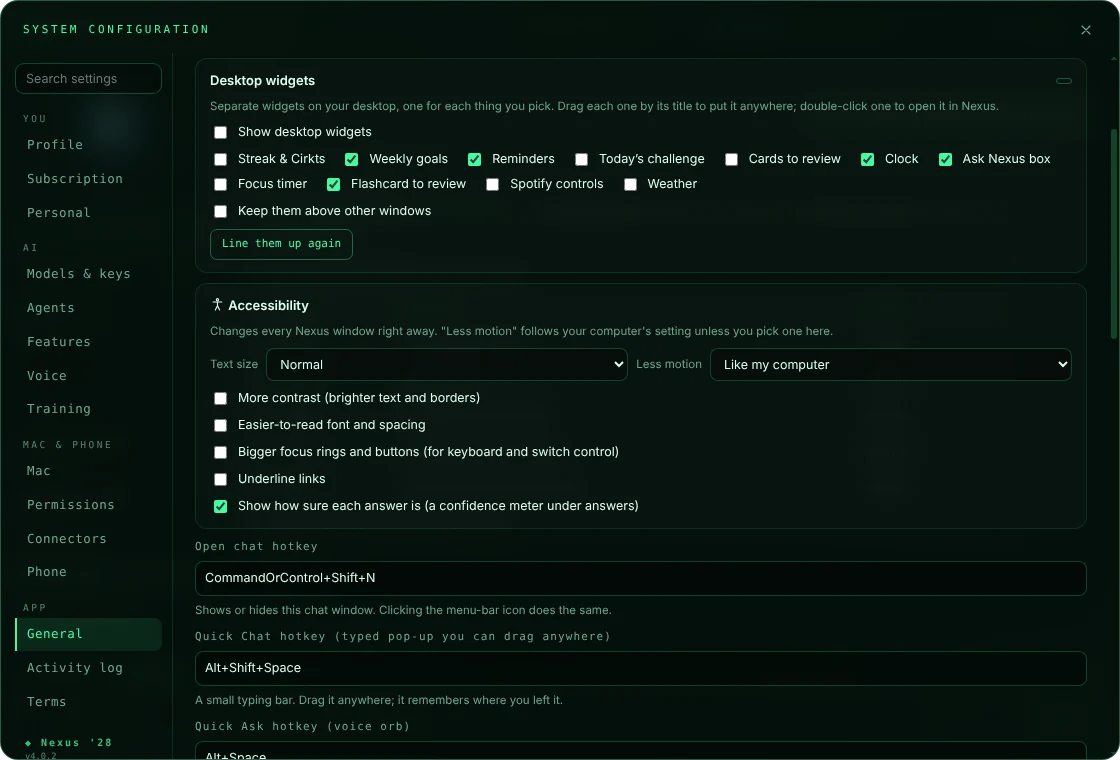 SYSTEM CONFIGURATION
Search settings
YOU
Profile
Subscription
Personal
AI
Models & keys
Agents
Features
Voice
Training
MAC & PHONE
Mac
Permissions
Connectors
Phone
APP
General
Activity log
Terms
◆ Nexus '28
v4.0.2
Desktop widgets
Separate widgets on your desktop, one for each thing you pick. Drag each one by its title to put it anywhere; double-click one to open it in Nexus.
Show desktop widgets
Streak & Cirkts Weekly goals Reminders Today's challenge Cards to review Clock Ask Nexus box
Focus timer Flashcard to review Spotify controls Weather
Keep them above other windows
Line them up again
Accessibility
Changes every Nexus window right away. "Less motion" follows your computer's setting unless you pick one here.
Text size Normal Less motion Like my computer
More contrast (brighter text and borders)
Easier-to-read font and spacing
Bigger focus rings and buttons (for keyboard and switch control)
Underline links
Show how sure each answer is (a confidence meter under answers)
Open chat hotkey
CommandOrControl+Shift+N
Shows or hides this chat window. Clicking the menu-bar icon does the same.
Quick Chat hotkey (typed pop-up you can drag anywhere)
Alt+Shift+Space
A small typing bar. Drag it anywhere; it remembers where you left it.
Quick Ask hotkey (voice orb)
Alt+Space